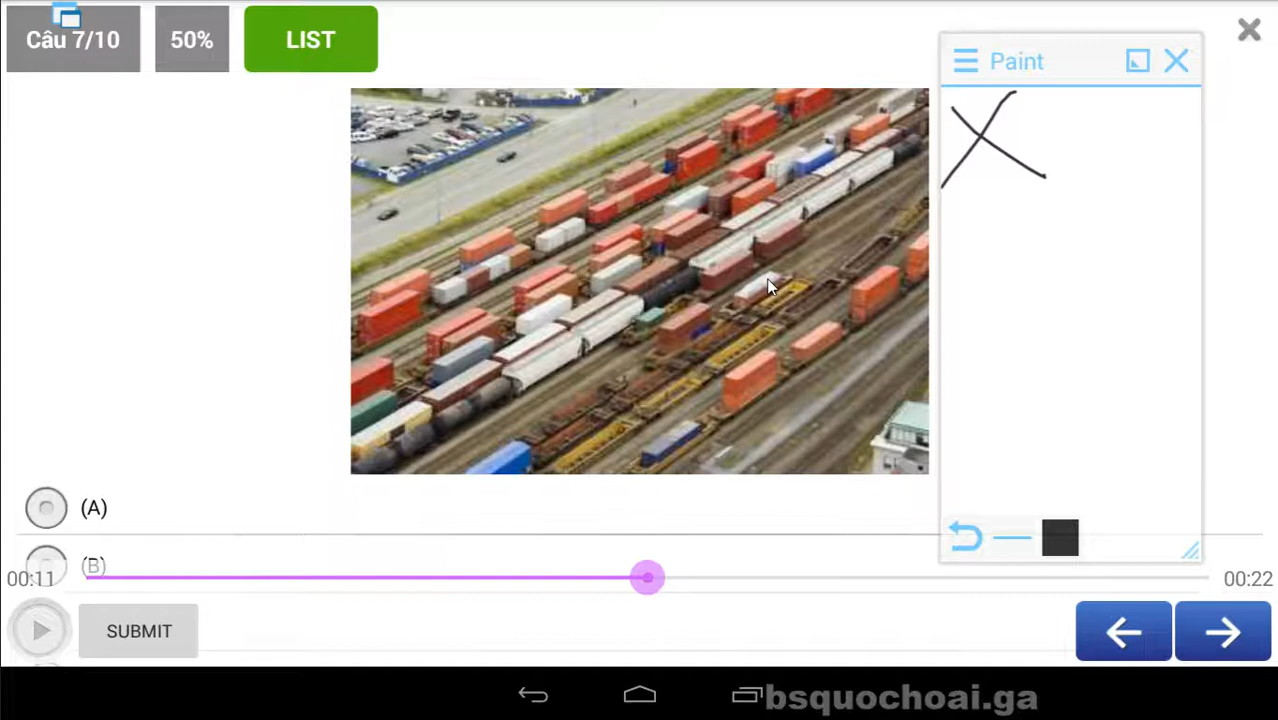 Câu 7/10
50%
LIST
Paint
(A)
(B)
00:11
00:22
SUBMIT
bsquochoai.ga